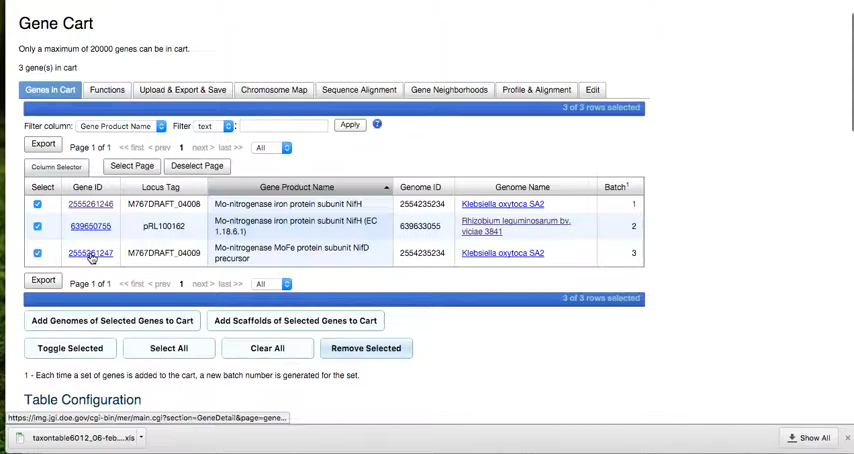 Gene Cart
Only a maximum of 20000 genes can be in cart.
3 gene(s) in cart
Genes in Cart Functions Upload & Export & Save Chromosome Map Sequence Alignment Gene Neighborhoods Profile & Alignment Edit
3 of 3 rows selected
Filter column: Gene Product Name Filter text : Apply ?
Export Page 1 of 1 << first < prev 1 next > last >> All
Column Selector Select Page Deselect Page
Select Gene ID Locus Tag Gene Product Name Genome ID Genome Name Batch1
2555261246 M767DRAFT_04008 Mo-nitrogenase iron protein subunit NifH 2554235234 Klebsiella oxytoca SA2 1
639650755 pRL100162 Mo-nitrogenase iron protein subunit NifH (EC 639633055 Rhizobium leguminosarum bv. 2
1.18.6.1) viciae 3841
2555261247 M767DRAFT_04009 Mo-nitrogenase MoFe protein subunit NifD 2554235234 Klebsiella oxytoca SA2 3
precursor
Export Page 1 of 1 << first < prev 1 next > last >> All
3 of 3 rows selected
Add Genomes of Selected Genes to Cart Add Scaffolds of Selected Genes to Cart
Toggle Selected Select All Clear All Remove Selected
1 - Each time a set of genes is added to the cart, a new batch number is generated for the set.
Table Configuration
https://img.jgi.doe.gov/cgi-bin/mer/main.cgi?section=GeneDetail&page=gene...
taxontable6012_06-feb....xls Show All